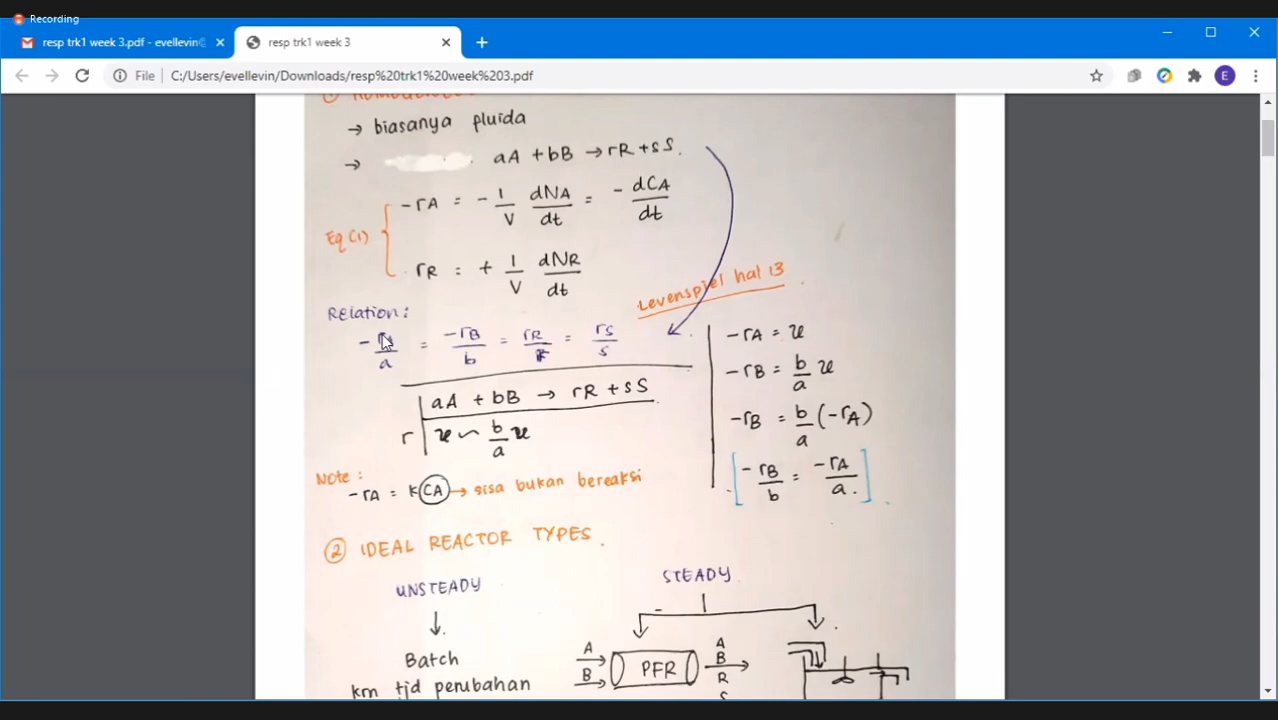 Recording
resp trk1 week 3.pdf - evellevin@
resp trk1 week 3
File
C:/Users/evellevin/Downloads/resp%20trk1%20week%203.pdf
E
→ biasanya pluida
→ aA + bB → rR + sS.
Eq (1)
-rA = - 1/V dNA/dt = - dCA/dt
rR = + 1/V dNR/dt
Levenspiel hal 13
Relation:
/a = -rB/b = rR/r = rS/s
aA + bB → rR + sS
r | x ~ b/a x
-rA = x
-rB = b/a x
-rB = b/a (-rA)
[-rB/b = -rA/a.]
Note:
-rA = k CA → sisa bukan bereaksi
② IDEAL REACTOR TYPES.
UNSTEADY
STEADY
Batch
km tjd perubahan
A
B
PFR
A
B
R
S